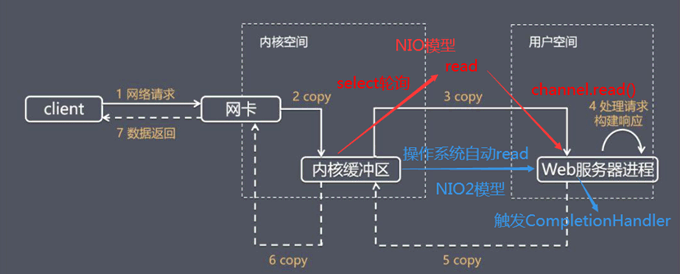 内核空间
用户空间
NIO模型
select轮询
read
channel.read()
client
1 网络请求
7 数据返回
网卡
2 copy
3 copy
4 处理请求
构建响应
内核缓冲区
操作系统自动read
NIO2模型
Web服务器进程
触发CompletionHandler
6 copy
5 copy